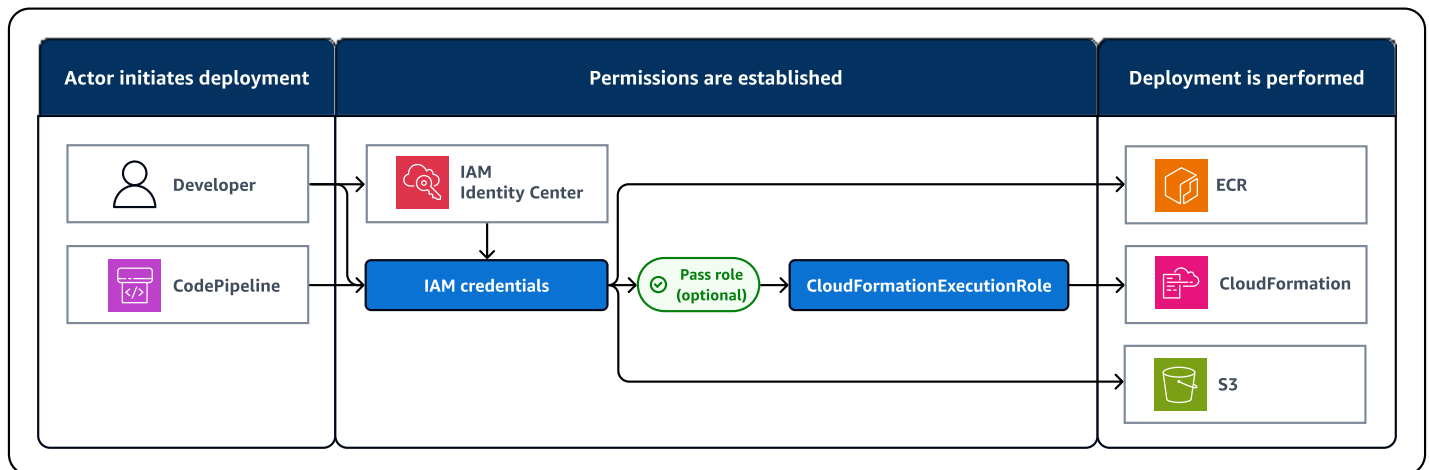 Actor initiates deployment
Permissions are established
Deployment is performed
Developer
CodePipeline
IAM
Identity Center
IAM credentials
Pass role
(optional)
CloudFormationExecutionRole
ECR
CloudFormation
S3